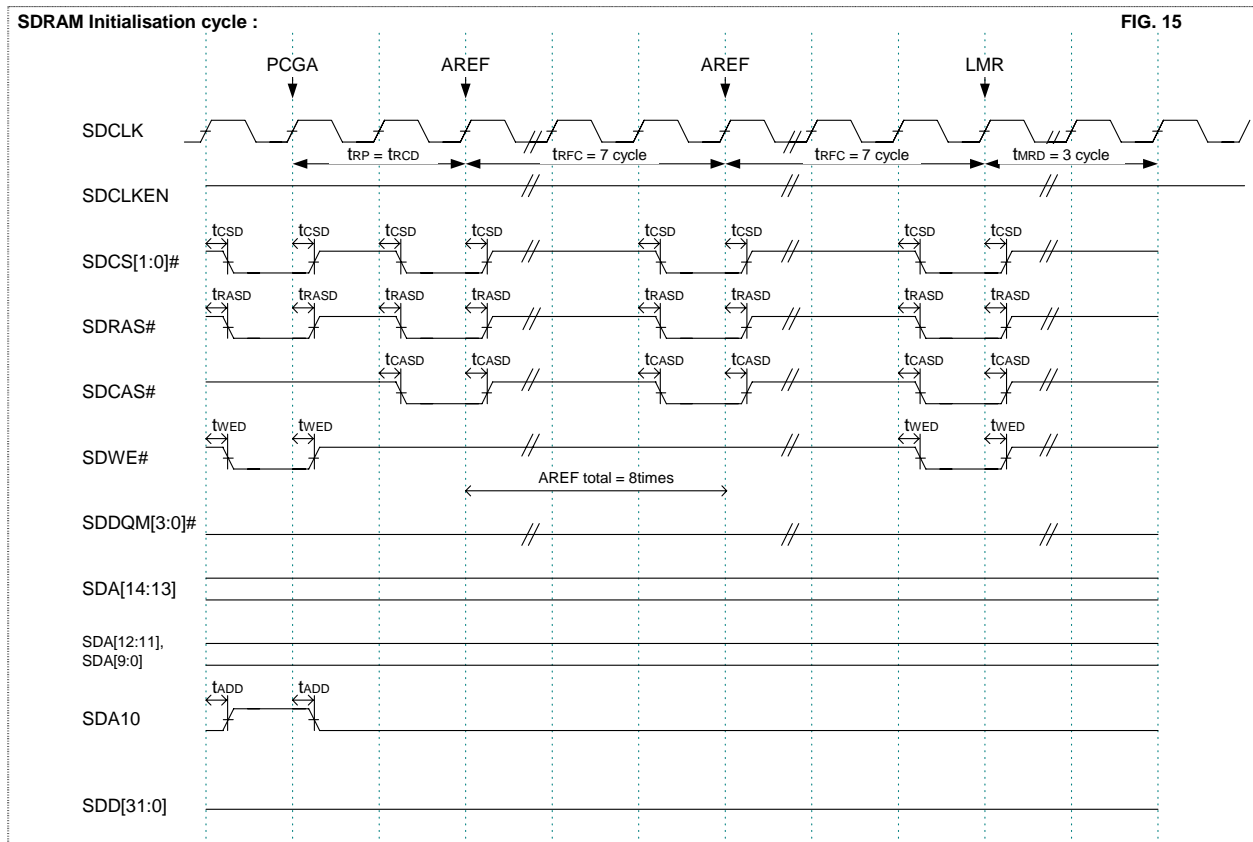 SDRAM Initialisation cycle :
FIG. 15
PCGA AREF AREF LMR
SDCLK
tRP = tRCD tRFC = 7 cycle tRFC = 7 cycle tMRD = 3 cycle
SDCLKEN
tCSD tCSD tCSD tCSD tCSD tCSD tCSD tCSD
SDCS[1:0]#
tRASD tRASD tRASD tRASD tRASD tRASD tRASD tRASD
SDRAS#
tCASD tCASD tCASD tCASD tCASD tCASD
SDCAS#
tWED tWED tWED tWED
SDWE#
AREF total = 8times
SDDQM[3:0]#
SDA[14:13]
SDA[12:11],
SDA[9:0]
tADD tADD
SDA10
SDD[31:0]